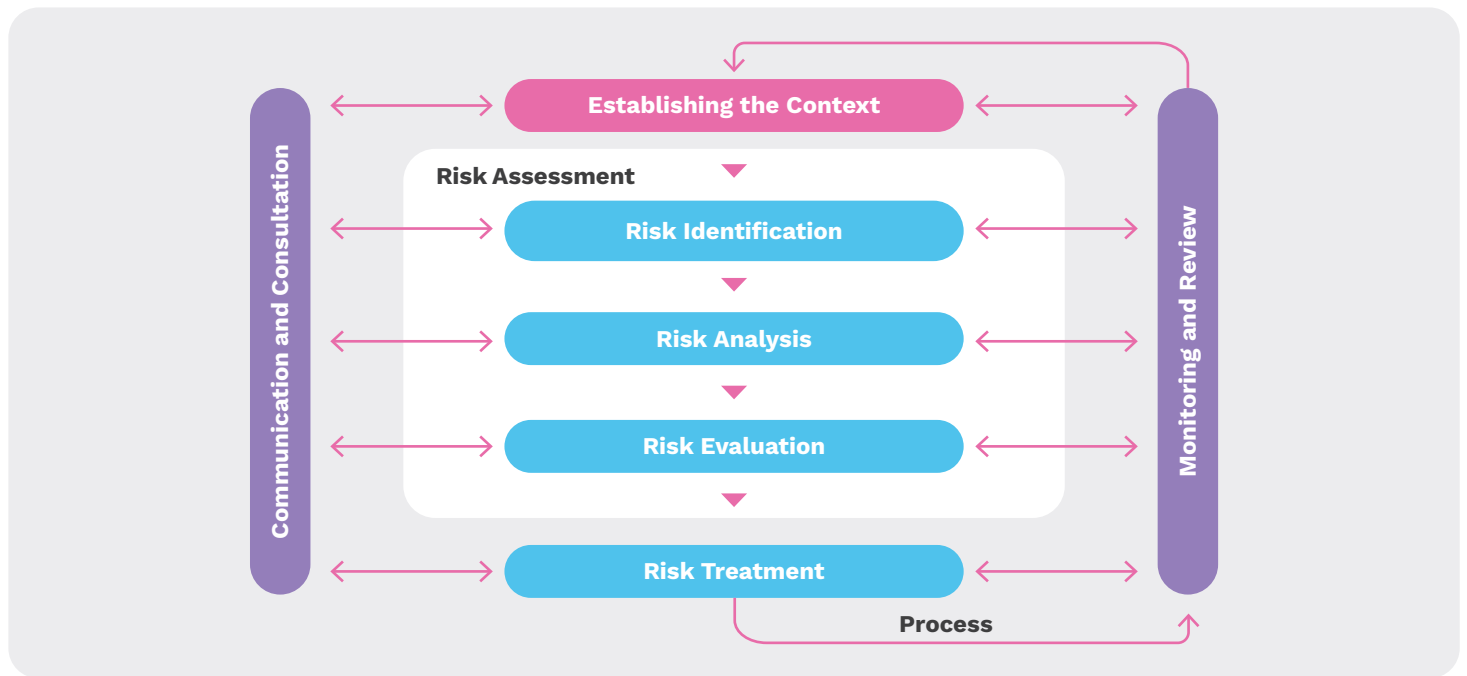 Establishing the Context
Communication and Consultation
Risk Assessment
Risk Identification
Risk Analysis
Risk Evaluation
Monitoring and Review
Risk Treatment
Process